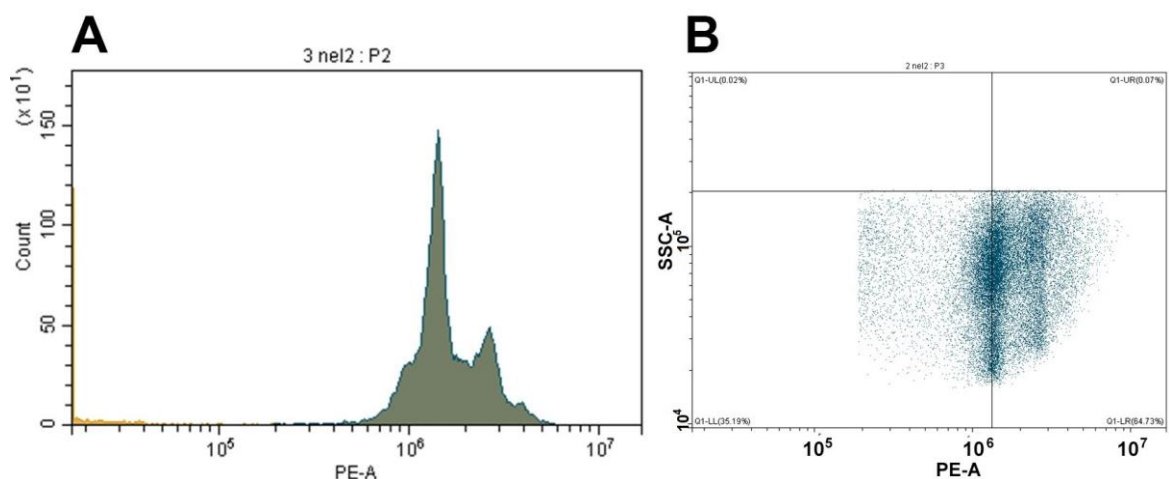 A
3 nel2 : P2
(x 10¹)
Count
150
100
50
0
10⁵
10⁶
10⁷
PE-A
B
2 nel2 : P3
Q1-UL(0.02%)
Q1-UR(0.07%)
SSC-A
10⁵
10⁴
Q1-LL(35.19%)
Q1-LR(64.73%)
10⁵
10⁶
10⁷
PE-A